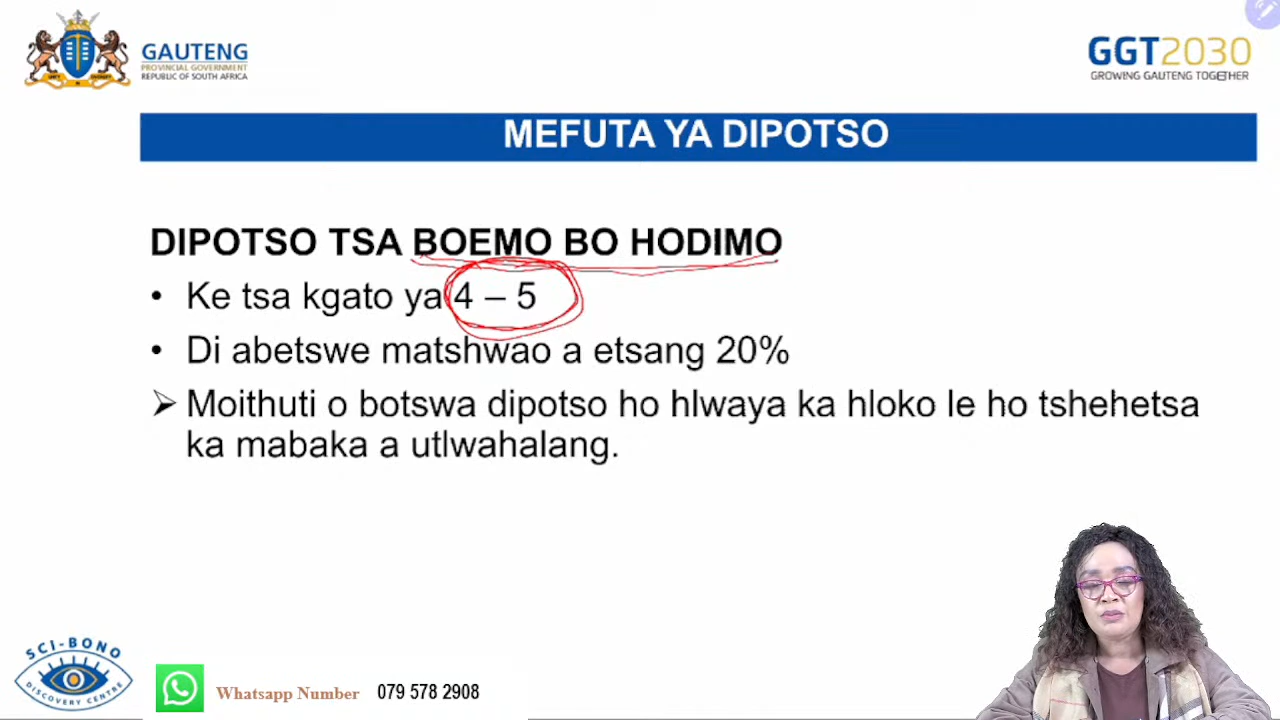 GAUTENG
PROVINCIAL GOVERNMENT
REPUBLIC OF SOUTH AFRICA
GGT2030
GROWING GAUTENG TOGETHER
MEFUTA YA DIPOTSO
DIPOTSO TSA BOEMO BO HODIMO
• Ke tsa kgato ya 4 – 5
• Di abetswe matshwao a etsang 20%
➢ Moithuti o botswa dipotso ho hlwaya ka hloko le ho tshehetsa
ka mabaka a utlwahalang.
SCI-BONO
DISCOVERY CENTRE
Whatsapp Number 079 578 2908